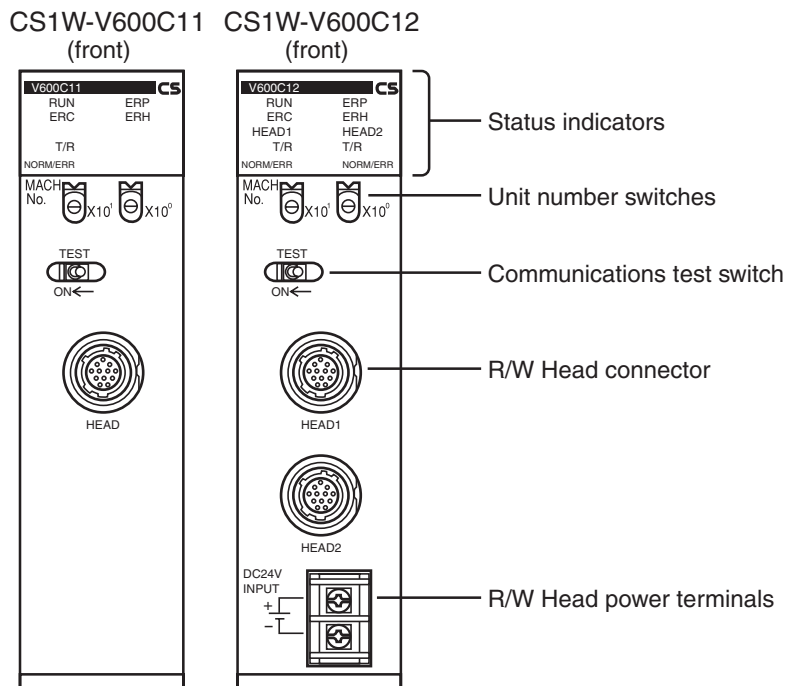 CS1W-V600C11
(front)
V600C11 CS
RUN ERP
ERC ERH
T/R
NORM/ERR
MACH
No.
X10¹ X10⁰
TEST
ON←
HEAD
CS1W-V600C12
(front)
V600C12 CS
RUN ERP
ERC ERH
HEAD1 HEAD2
T/R T/R
NORM/ERR NORM/ERR
MACH
No.
X10¹ X10⁰
TEST
ON←
HEAD1
HEAD2
DC24V
INPUT
+
−
Status indicators
Unit number switches
Communications test switch
R/W Head connector
R/W Head power terminals